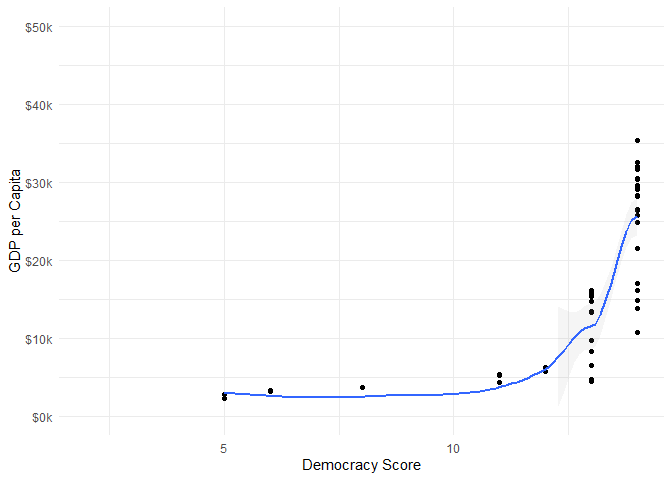 $50k
$40k
$30k
$20k
$10k
$0k
GDP per Capita
5 10
Democracy Score